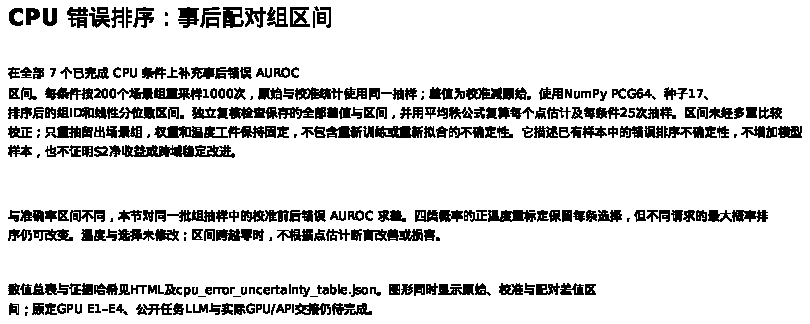 CPU 错误排序：事后配对组区间
在全部 7 个已完成 CPU 条件上补充事后错误 AUROC
区间。每条件按200个场景组重采样1000次，原始与校准统计使用同一抽样；差值为校准减原始。使用NumPy PCG64、种子17、
排序后的组ID和线性分位数区间。独立复核检查保存的全部差值与区间，并用平均秩公式复算每个点估计及每条件25次抽样。区间未经多重比较
校正；只重抽留出场景组，权重和温度工件保持固定，不包含重新训练或重新拟合的不确定性。它描述已有样本中的错误排序不确定性，不增加模型
样本，也不证明S2净收益或跨域稳定改进。
与准确率区间不同，本节对同一批组抽样中的校准前后错误 AUROC 求差。四类概率的正温度重标定保留每条选择，但不同请求的最大概率排
序仍可改变。温度与选择未修改；区间跨越零时，不根据点估计断言改善或损害。
数值总表与证据哈希见HTML及cpu_error_uncertainty_table.json。图形同时显示原始、校准与配对差值区
间；原定GPU E1–E4、公开任务LLM与实际GPU/API交接仍待完成。